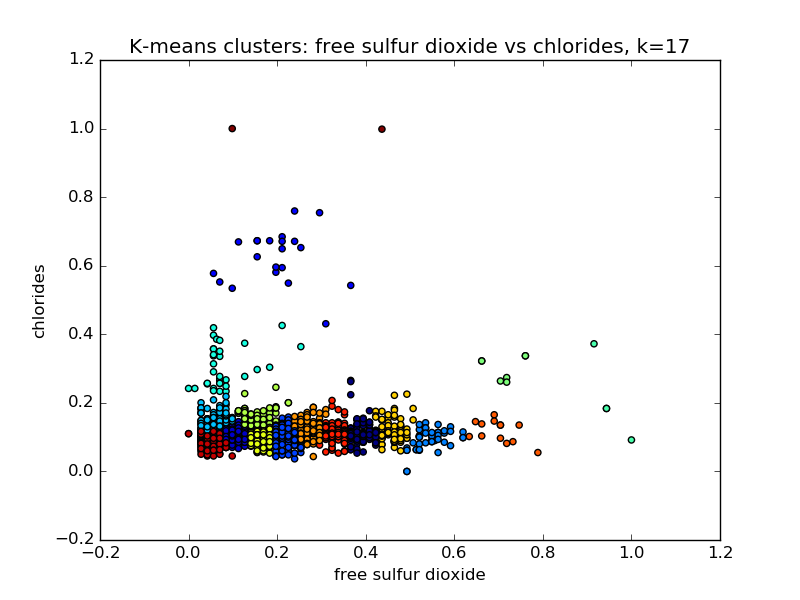 K-means clusters: free sulfur dioxide vs chlorides, k=17
1.2
1.0
0.8
0.6
0.4
0.2
0.0
−0.2
chlorides
−0.2 0.0 0.2 0.4 0.6 0.8 1.0 1.2
free sulfur dioxide